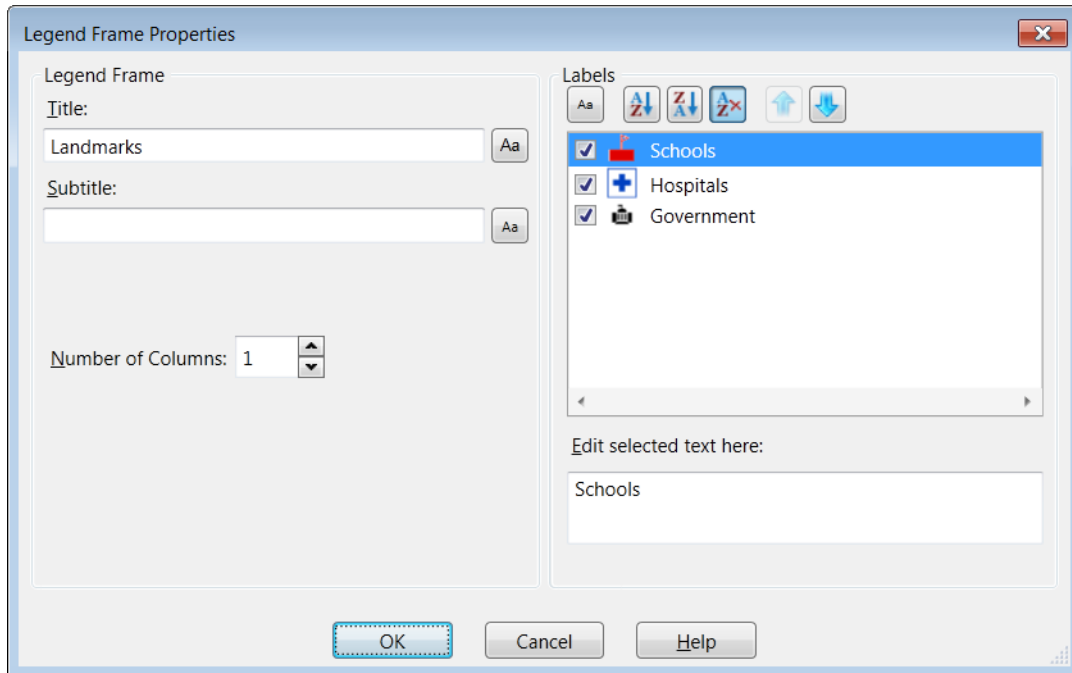 Legend Frame Properties
Legend Frame
Title:
Landmarks
Aa
Subtitle:
Aa
Number of Columns: 1
Labels
Aa
A Z
Z A
A Z
Schools
Hospitals
Government
Edit selected text here:
Schools
OK
Cancel
Help